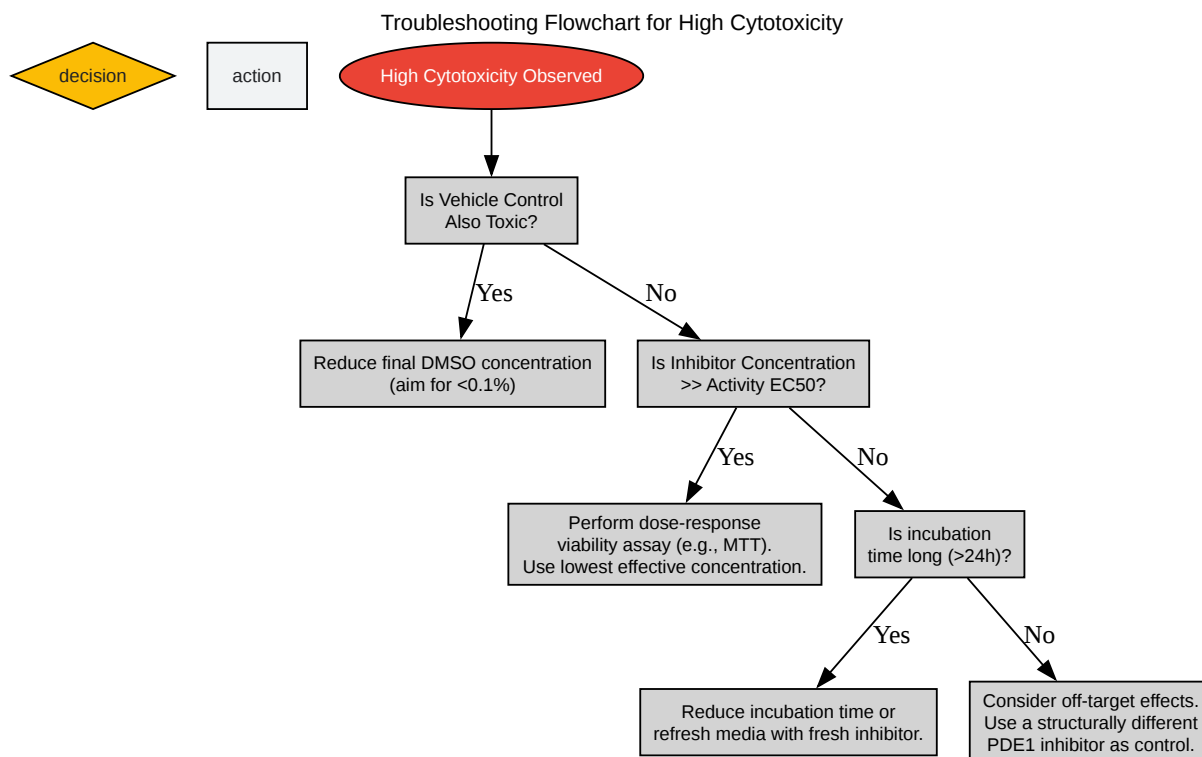 Troubleshooting Flowchart for High Cytotoxicity
decision
action
High Cytotoxicity Observed
Is Vehicle Control
Also Toxic?
Yes
No
Reduce final DMSO concentration
(aim for <0.1%)
Is Inhibitor Concentration
>> Activity EC50?
Yes
No
Perform dose-response
viability assay (e.g., MTT).
Use lowest effective concentration.
Is incubation
time long (>24h)?
Yes
No
Reduce incubation time or
refresh media with fresh inhibitor.
Consider off-target effects.
Use a structurally different
PDE1 inhibitor as control.